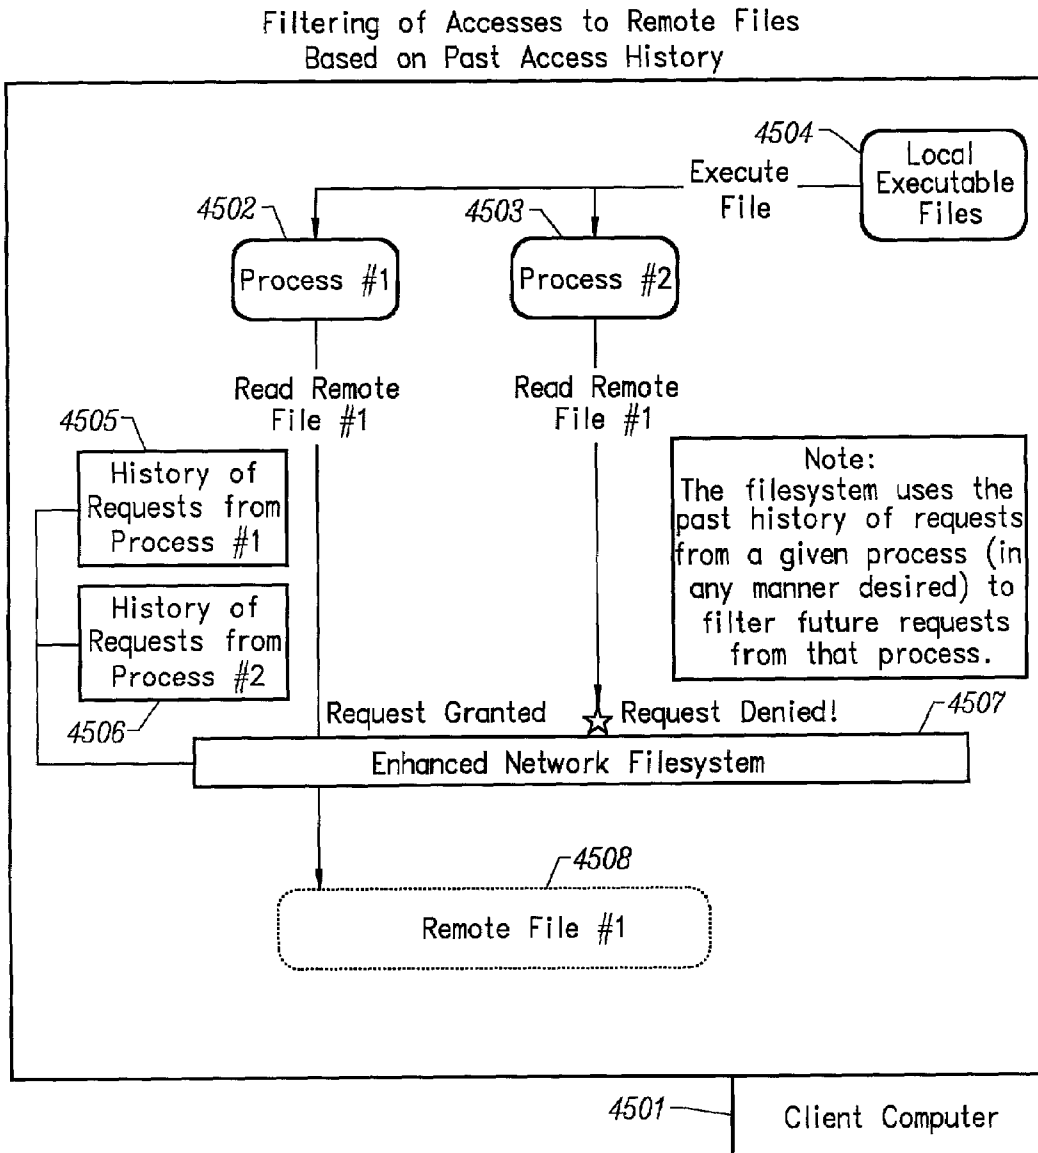 Filtering of Accesses to Remote Files
Based on Past Access History
4504
Local
Executable
Files
Execute
File
4502
4503
Process #1
Process #2
Read Remote
File #1
Read Remote
File #1
4505
History of
Requests from
Process #1
History of
Requests from
Process #2
4506
Note:
The filesystem uses the
past history of requests
from a given process (in
any manner desired) to
filter future requests
from that process.
Request Granted
Request Denied!
4507
Enhanced Network Filesystem
4508
Remote File #1
4501
Client Computer